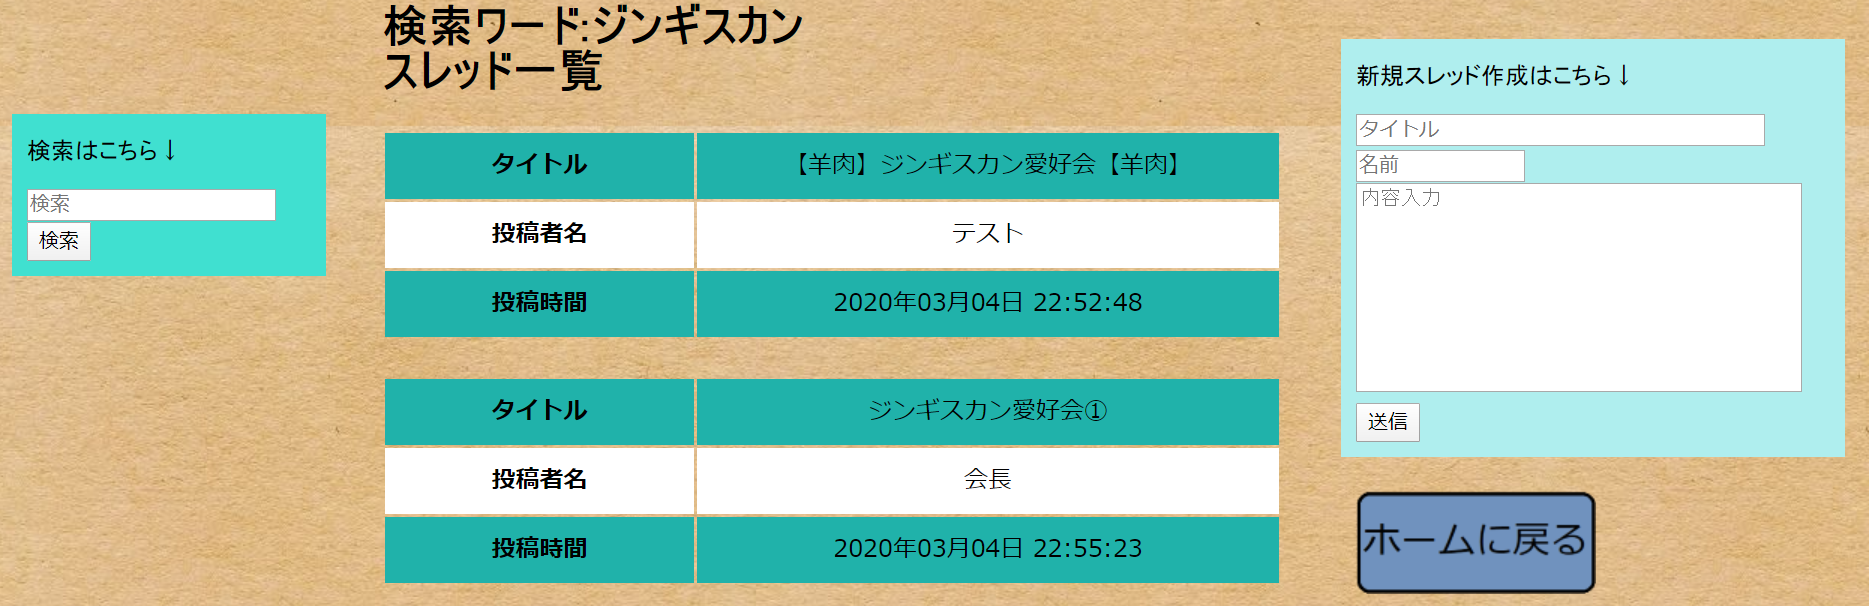 検索ワード:ジンギスカン
スレッド一覧
検索はこちら↓
検索
検索
タイトル 【羊肉】ジンギスカン愛好会【羊肉】
投稿者名 テスト
投稿時間 2020年03月04日 22:52:48
タイトル ジンギスカン愛好会①
投稿者名 会長
投稿時間 2020年03月04日 22:55:23
新規スレッド作成はこちら↓
タイトル
名前
内容入力
送信
ホームに戻る